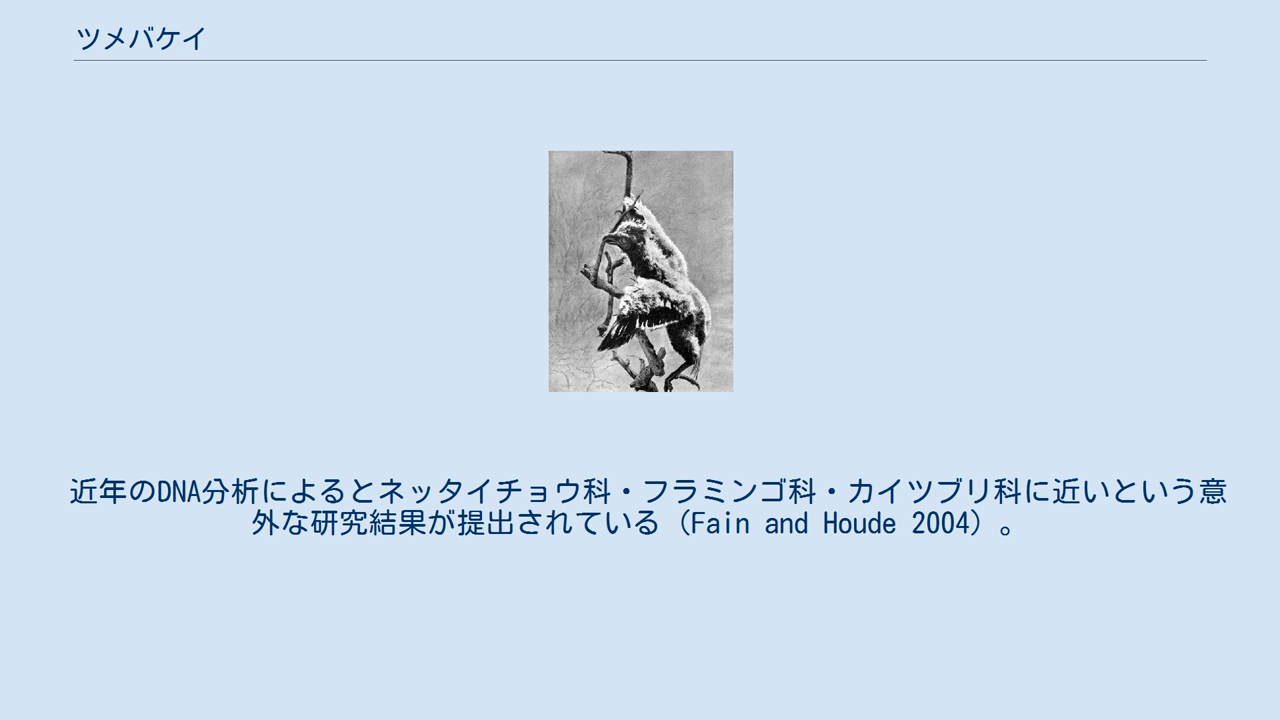 ツメバケイ
近年のDNA分析によるとネッタイチョウ科・フラミンゴ科・カイツブリ科に近いという意
外な研究結果が提出されている（Fain and Houde 2004）。